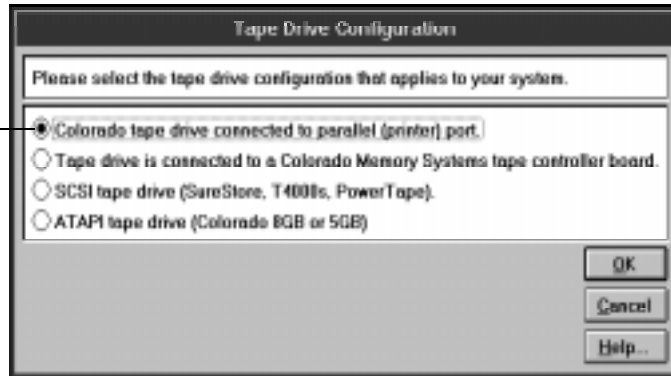 Tape Drive Configuration
Please select the tape drive configuration that applies to your system.
Colorado tape drive connected to parallel (printer) port.
Tape drive is connected to a Colorado Memory Systems tape controller board.
SCSI tape drive (SureStore, T4000s, PowerTape).
ATAPI tape drive (Colorado 8GB or 5GB)
OK
Cancel
Help...